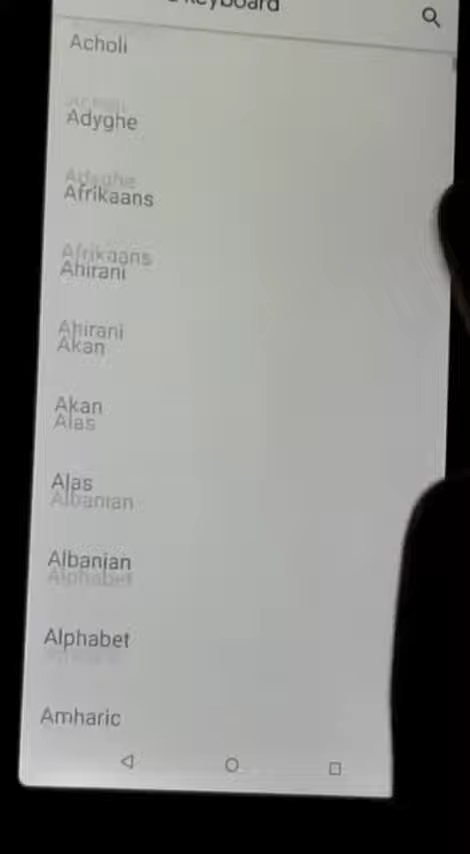 keyboard
Acholi
Acholi
Adyghe
Adyghe
Afrikaans
Afrikaans
Ahirani
Ahirani
Akan
Akan
Alas
Alas
Albanian
Albanian
Alphabet
Alphabet
Amharic